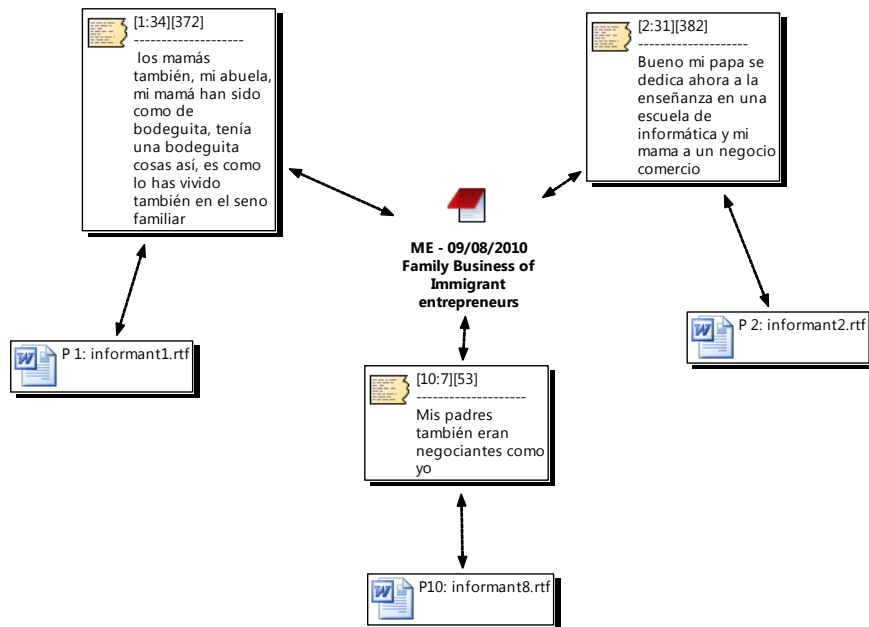 [1:34][372]
--------------------
los mamás
también, mi abuela,
mi mamá han sido
como de
bodeguita, tenía
una bodeguita
cosas así, es como
lo has vivido
también en el seno
familiar
[2:31][382]
--------------------
Bueno mi papa se
dedica ahora a la
enseñanza en una
escuela de
informática y mi
mama a un negocio
comercio
ME - 09/08/2010
Family Business of
Immigrant
entrepreneurs
P 1: informant1.rtf
P 2: informant2.rtf
[10:7][53]
--------------------
Mis padres
también eran
negociantes como
yo
P10: informant8.rtf